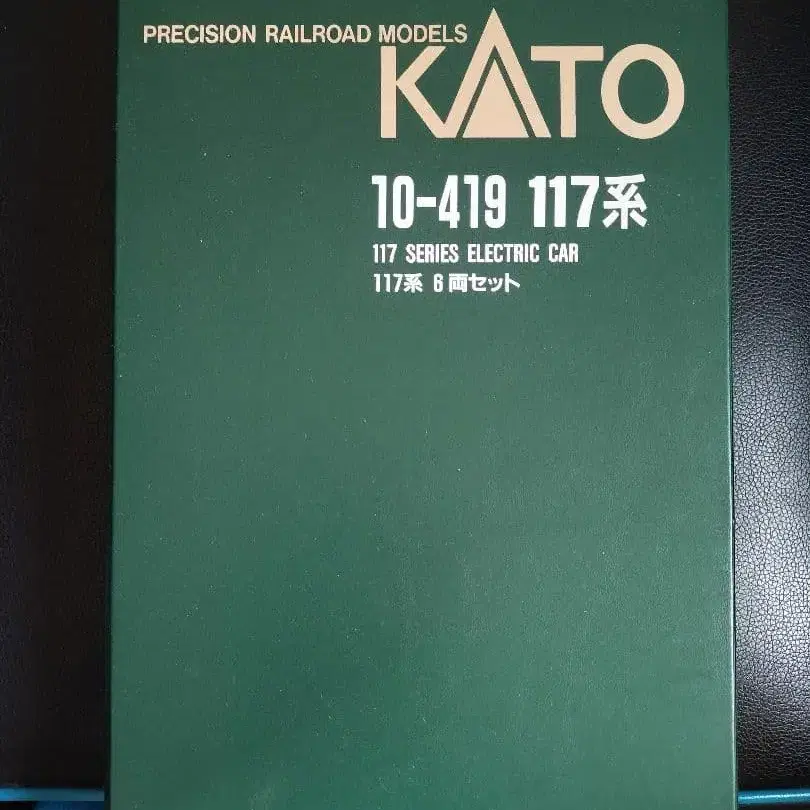 PRECISION RAILROAD MODELS
KATO
10-419 117系
117 SERIES ELECTRIC CAR
117系 6両セット